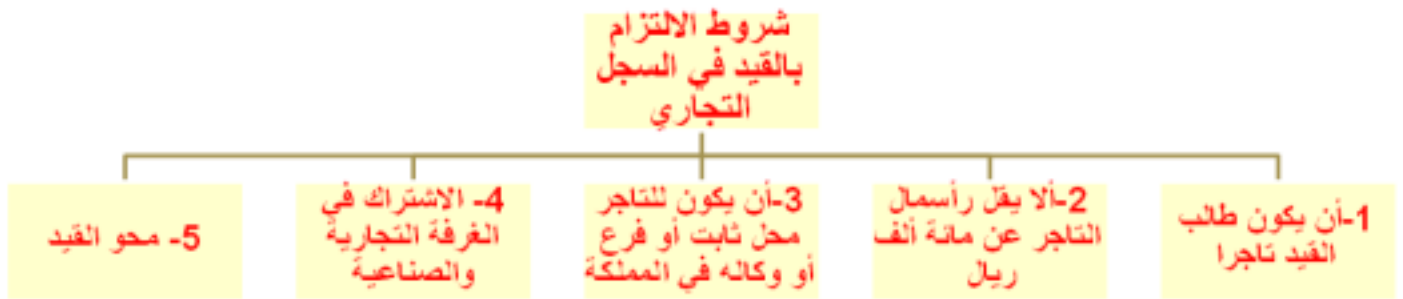 شروط الالتزام
بالقيد في السجل
التجاري
1-أن يكون طالب
القيد تاجرا
2-ألا يقل رأسمال
التاجر عن مائة ألف
ريال
3-أن يكون للتاجر
محل ثابت أو فرع
أو وكاله في المملكة
4- الاشتراك في
الغرفة التجارية
والصناعية
5- محو القيد